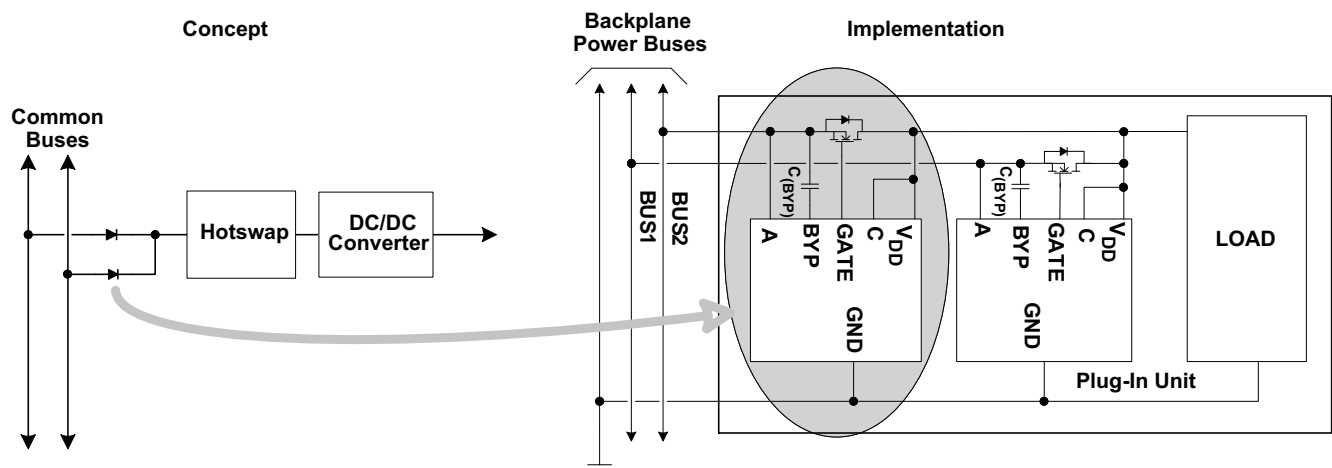 Concept
Backplane
Power Buses
Implementation
Common
Buses
Hotswap
DC/DC
Converter
BUS1
BUS2
C(BYP)
A
BYP
GATE
C
VDD
GND
C(BYP)
A
BYP
GATE
C
VDD
GND
LOAD
Plug-In Unit